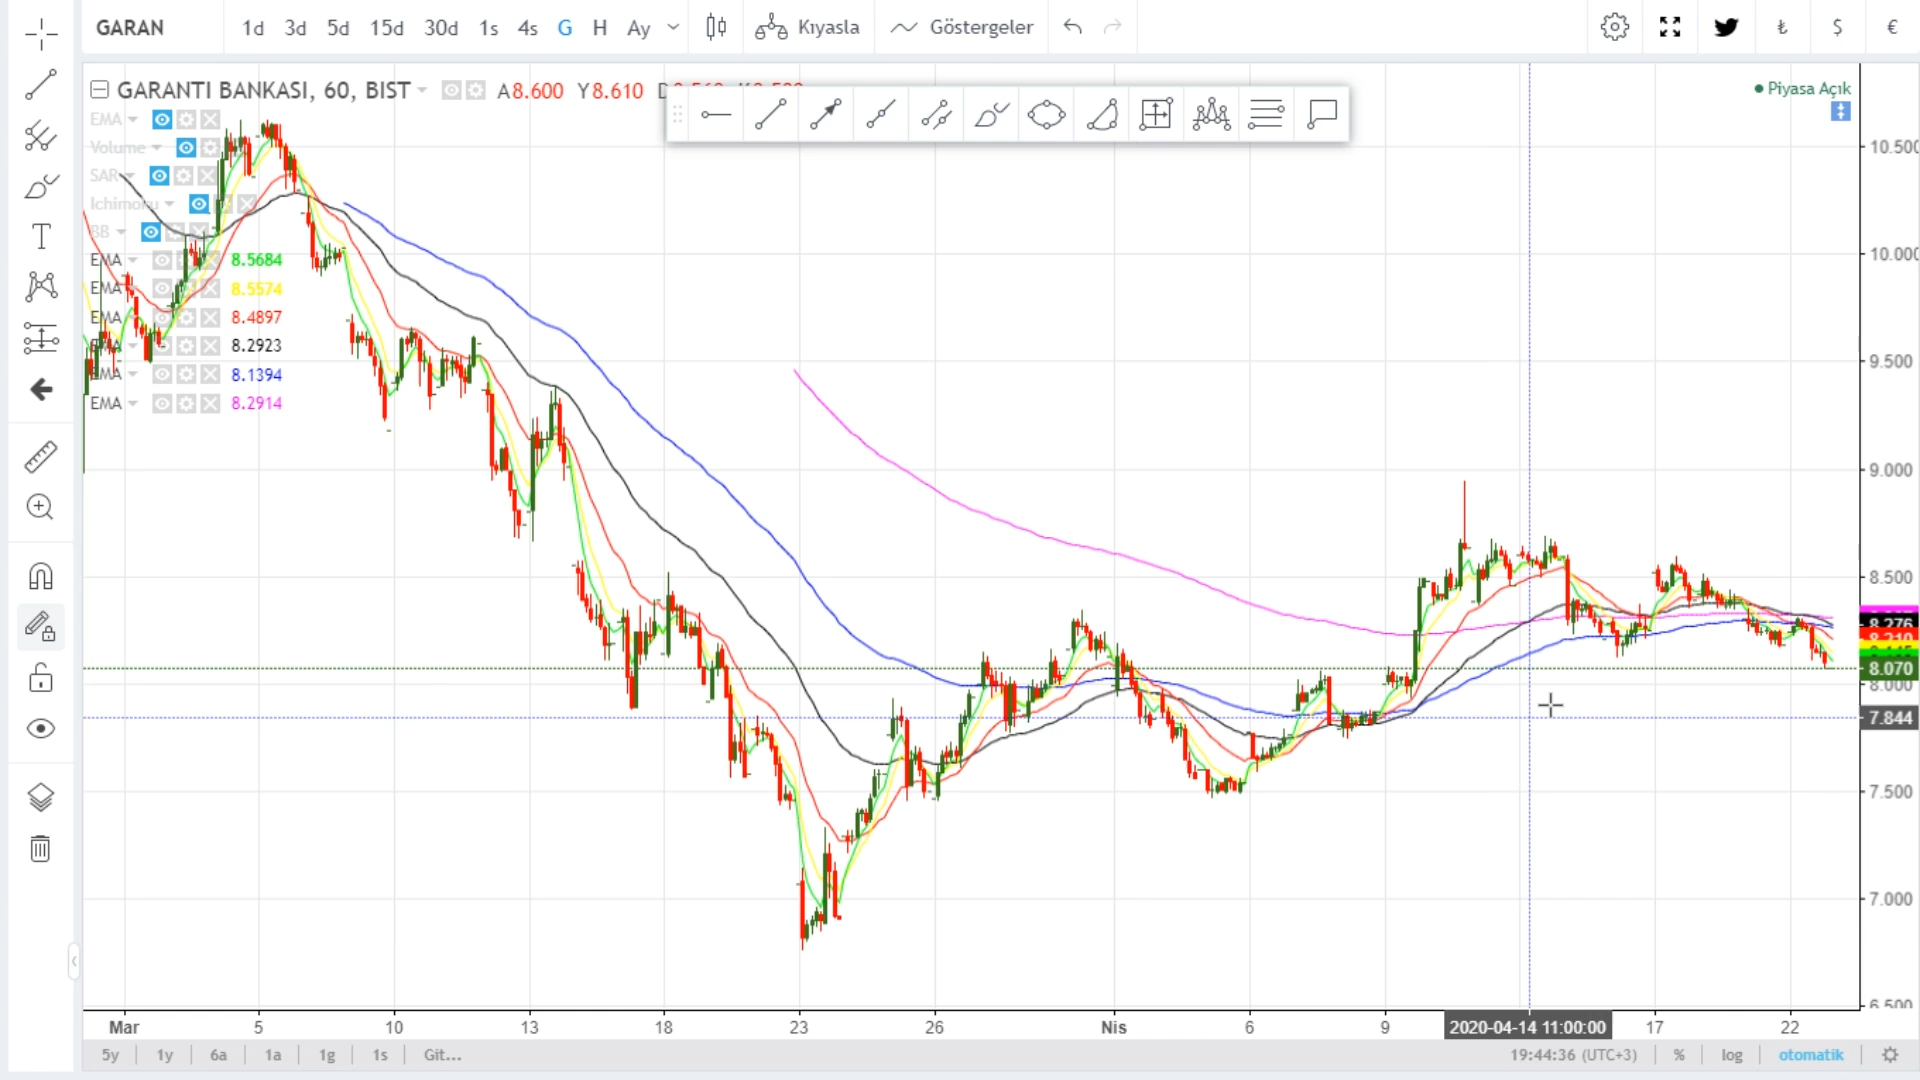 GARAN 1d 3d 5d 15d 30d 1s 4s G H Ay Kıyasla Göstergeler ₺ $ €
GARANTI BANKASI, 60, BIST A8.600 Y8.610
Piyasa Açık
EMA
Volume
SAR
Ichimoku
BB
EMA 8.5684
EMA 8.5574
EMA 8.4897
EMA 8.2923
EMA 8.1394
EMA 8.2914
T
10.500
10.000
9.500
9.000
8.500
8.276
8.210
8.070
8.000
7.844
7.500
7.000
6.500
Mar 5 10 13 18 23 26 Nis 6 9 2020-04-14 11:00:00 17 22
5y 1y 6a 1a 1g 1s Git... 19:44:36 (UTC+3) % log otomatik